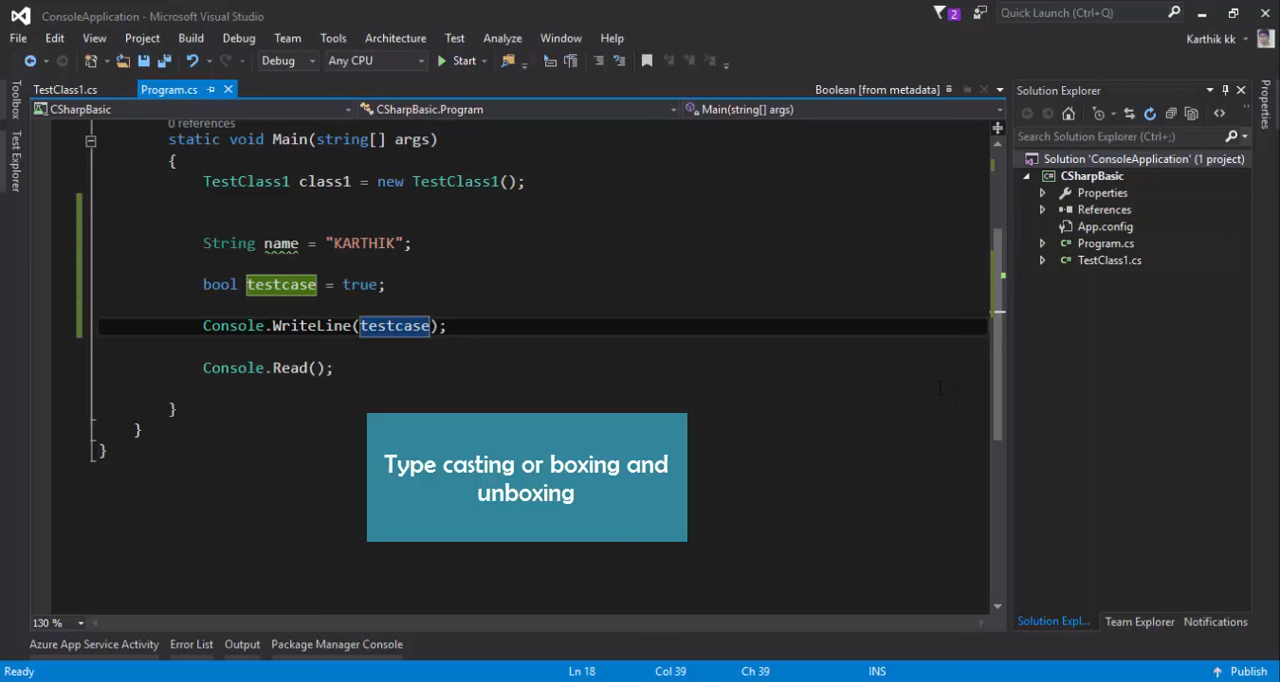 ConsoleApplication - Microsoft Visual Studio
2
Quick Launch (Ctrl+Q)
File Edit View Project Build Debug Team Tools Architecture Test Analyze Window Help
Karthik kk
Debug Any CPU Start
Toolbox
Test Explorer
TestClass1.cs Program.cs Boolean [from metadata]
CSharpBasic CSharpBasic.Program Main(string[] args)
0 references
static void Main(string[] args)
{
TestClass1 class1 = new TestClass1();
String name = "KARTHIK";
bool testcase = true;
Console.WriteLine(testcase);
Console.Read();
}
}
}
Type casting or boxing and
unboxing
130 %
Solution Explorer
Search Solution Explorer (Ctrl+;)
Solution 'ConsoleApplication' (1 project)
CSharpBasic
Properties
References
App.config
Program.cs
TestClass1.cs
Solution Expl... Team Explorer Notifications
Properties
Azure App Service Activity Error List Output Package Manager Console
Ready Ln 18 Col 39 Ch 39 INS Publish